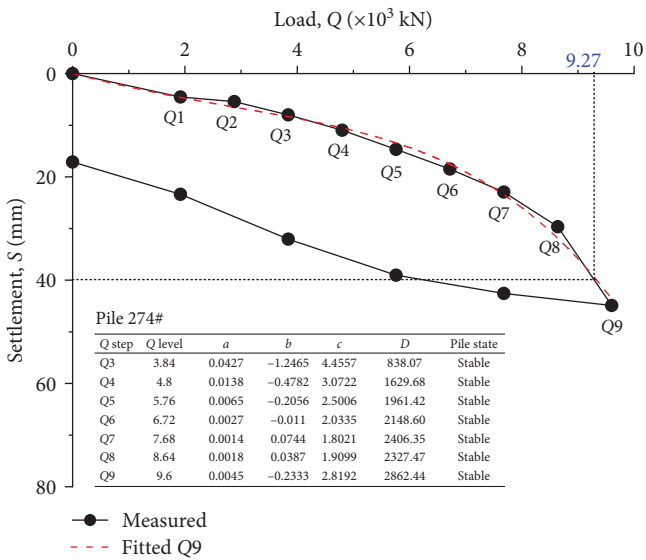 Load, Q (×10³ kN)
0 2 4 6 8 10
9.27
0
20
40
60
80
Settlement, S (mm)
Q1
Q2
Q3
Q4
Q5
Q6
Q7
Q8
Q9
Pile 274#
Q step Q level a b c D Pile state
Q3 3.84 0.0427 −1.2465 4.4557 838.07 Stable
Q4 4.8 0.0138 −0.4782 3.0722 1629.68 Stable
Q5 5.76 0.0065 −0.2056 2.5006 1961.42 Stable
Q6 6.72 0.0027 −0.011 2.0335 2148.60 Stable
Q7 7.68 0.0014 0.0744 1.8021 2406.35 Stable
Q8 8.64 0.0018 0.0387 1.9099 2327.47 Stable
Q9 9.6 0.0045 −0.2333 2.8192 2862.44 Stable
Measured
Fitted Q9